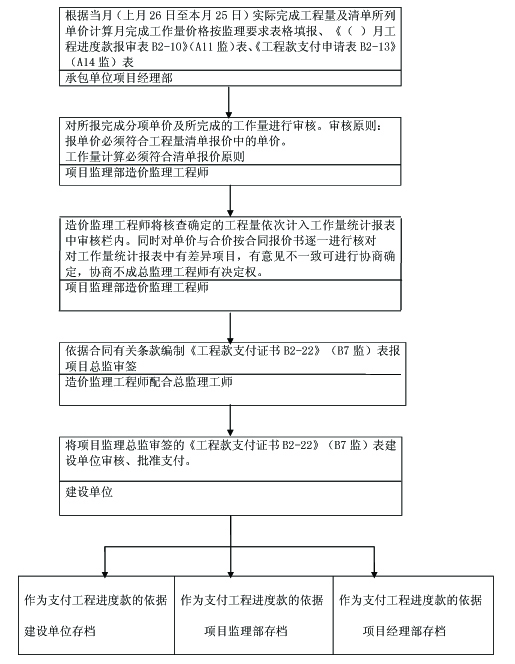 根据当月（上月26日至本月25日）实际完成工程量及清单所列
单价计算月完成工作量价格按监理要求表格填报、《（ ）月工
程进度款报审表B2-10》（A11监）表、《工程款支付申请表B2-13》
（A14监）表
承包单位项目经理部
对所报完成分项单价及所完成的工作量进行审核。审核原则：
报单价必须符合工程量清单报价中的单价。
工作量计算必须符合清单报价原则
项目监理部造价监理工程师
造价监理工程师将核查确定的工程量依次计入工作量统计报表
中审核栏内。同时对单价与合价按合同报价书逐一进行核对
对工作量统计报表中有差异项目，有意见不一致可进行协商确
定，协商不成总监理工程师有决定权。
项目监理部造价监理工程师
依据合同有关条款编制《工程款支付证书B2-22》（B7监）表报
项目总监审签
造价监理工程师配合总监理工师
将项目监理总监审签的《工程款支付证书B2-22》（B7监）表建
设单位审核、批准支付。
建设单位
作为支付工程进度款的依据
建设单位存档
作为支付工程进度款的依据
项目监理部存档
作为支付工程进度款的依据
项目经理部存档